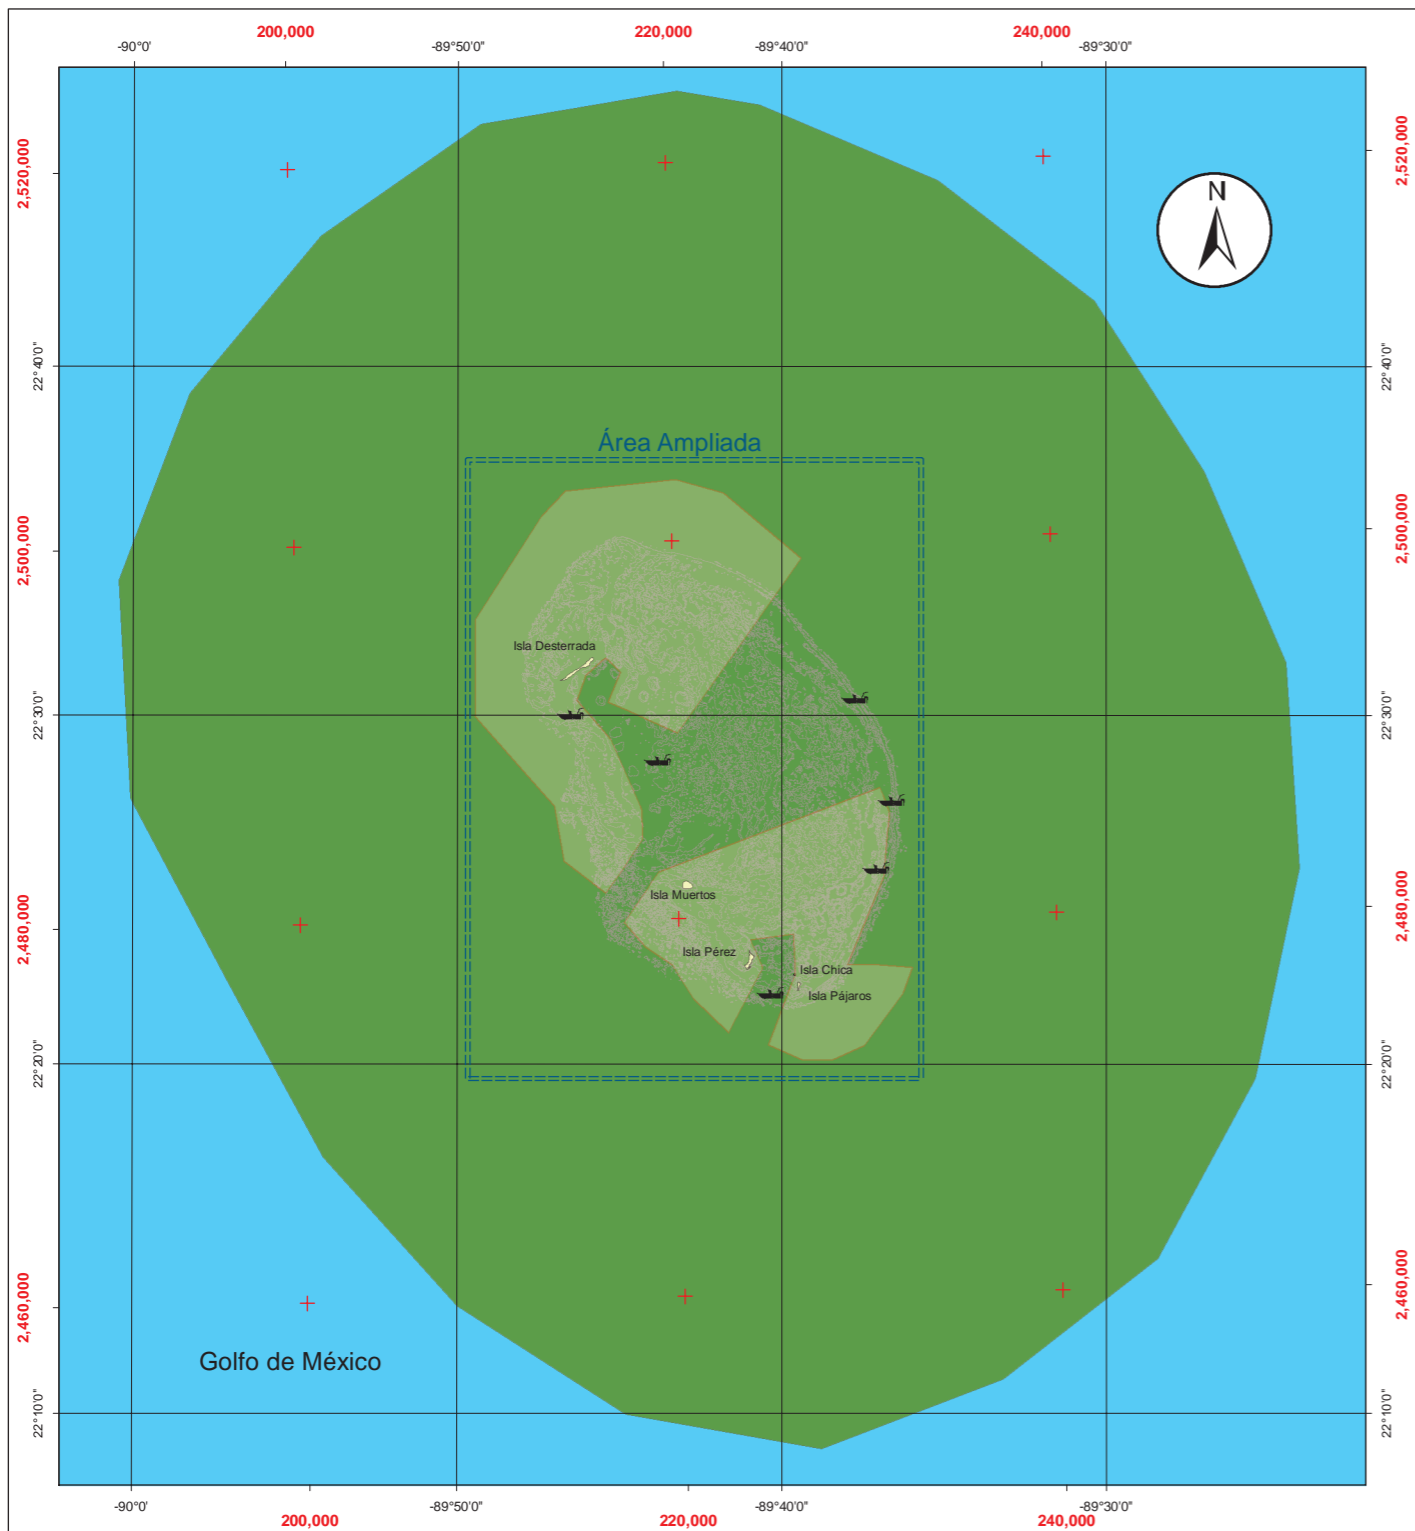 200,000 220,000 240,000
-90°0' -89°50'0" -89°40'0" -89°30'0"
2,520,000 2,520,000
N
22°40'0" 22°40'0"
Área Ampliada
2,500,000 2,500,000
Isla Desterrada
22°30'0" 22°30'0"
Isla Muertos
2,480,000 2,480,000
Isla Pérez
Isla Chica
Isla Pájaros
22°20'0" 22°20'0"
2,460,000 2,460,000
Golfo de México
22°10'0" 22°10'0"
-90°0' -89°50'0" -89°40'0" -89°30'0"
200,000 220,000 240,000